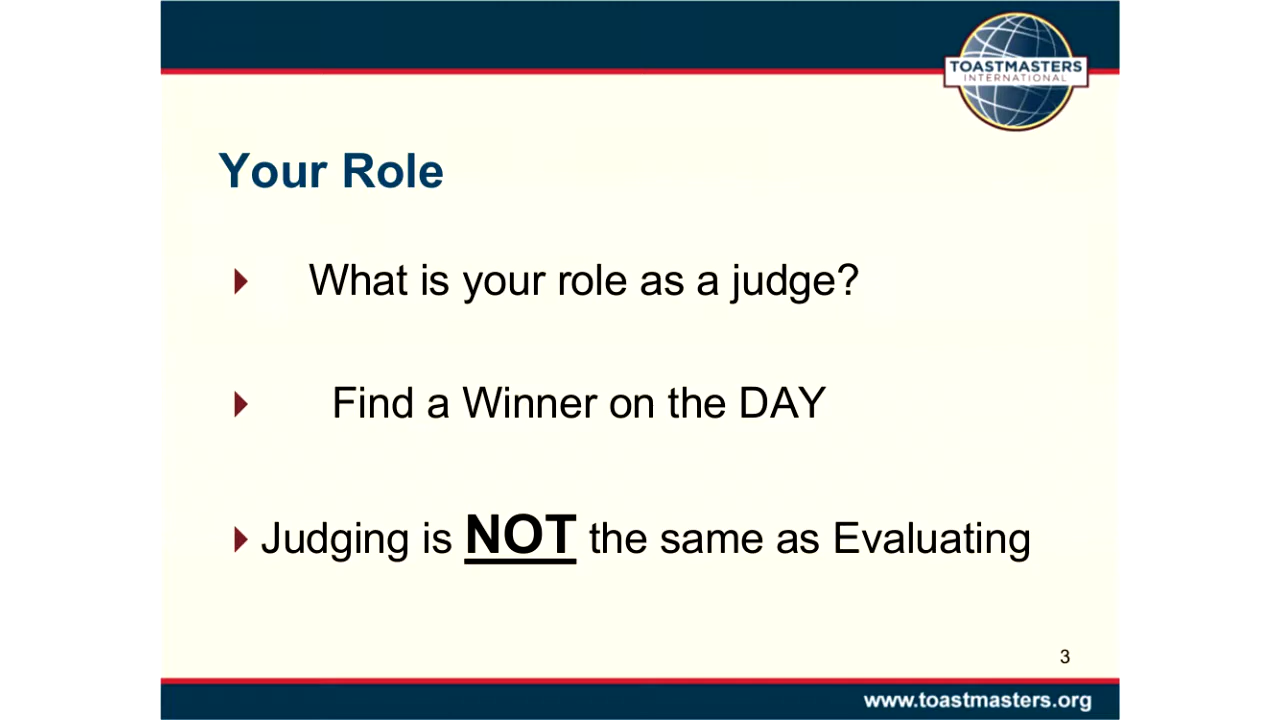 TOASTMASTERS
INTERNATIONAL
Your Role
What is your role as a judge?
Find a Winner on the DAY
Judging is NOT the same as Evaluating
3
www.toastmasters.org